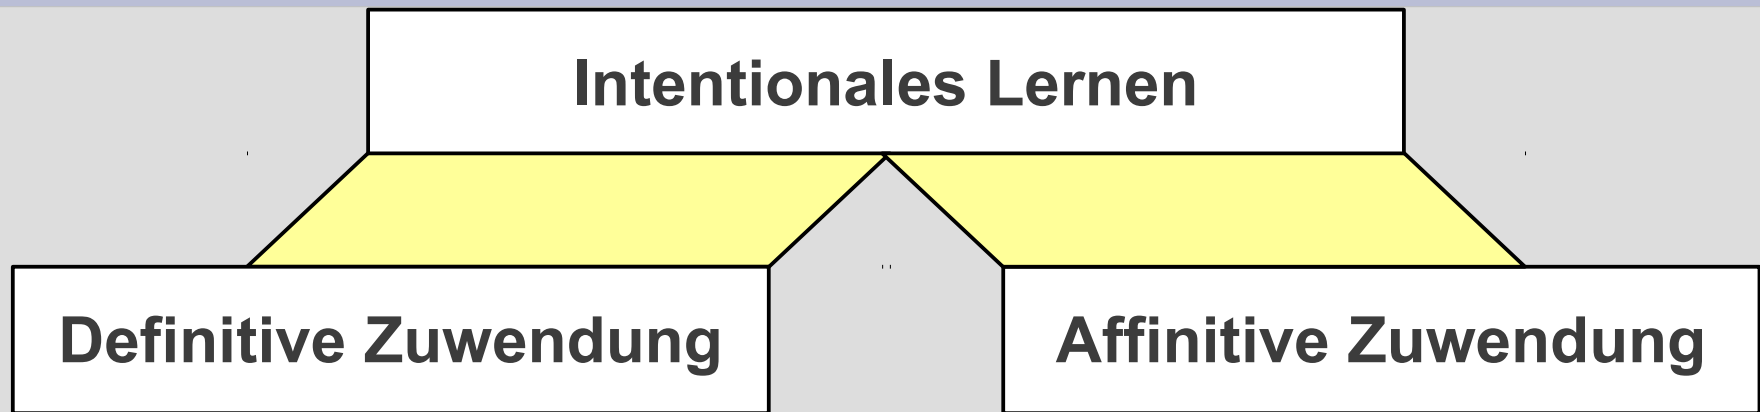 Intentionales Lernen
Definitive Zuwendung
Affinitive Zuwendung